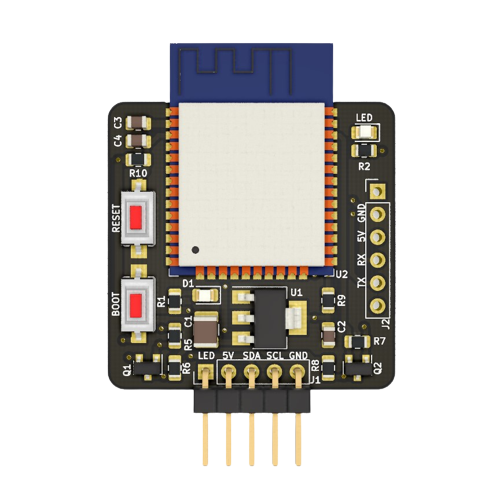 C3
C4
R10
LED
R2
RESET
GND
5V
RX
TX
J2
U2
D1
U1
BOOT
R1
R9
C1
C2
R5
R7
R6
LED 5V SDA SCL GND
R8
Q1
J1
Q2